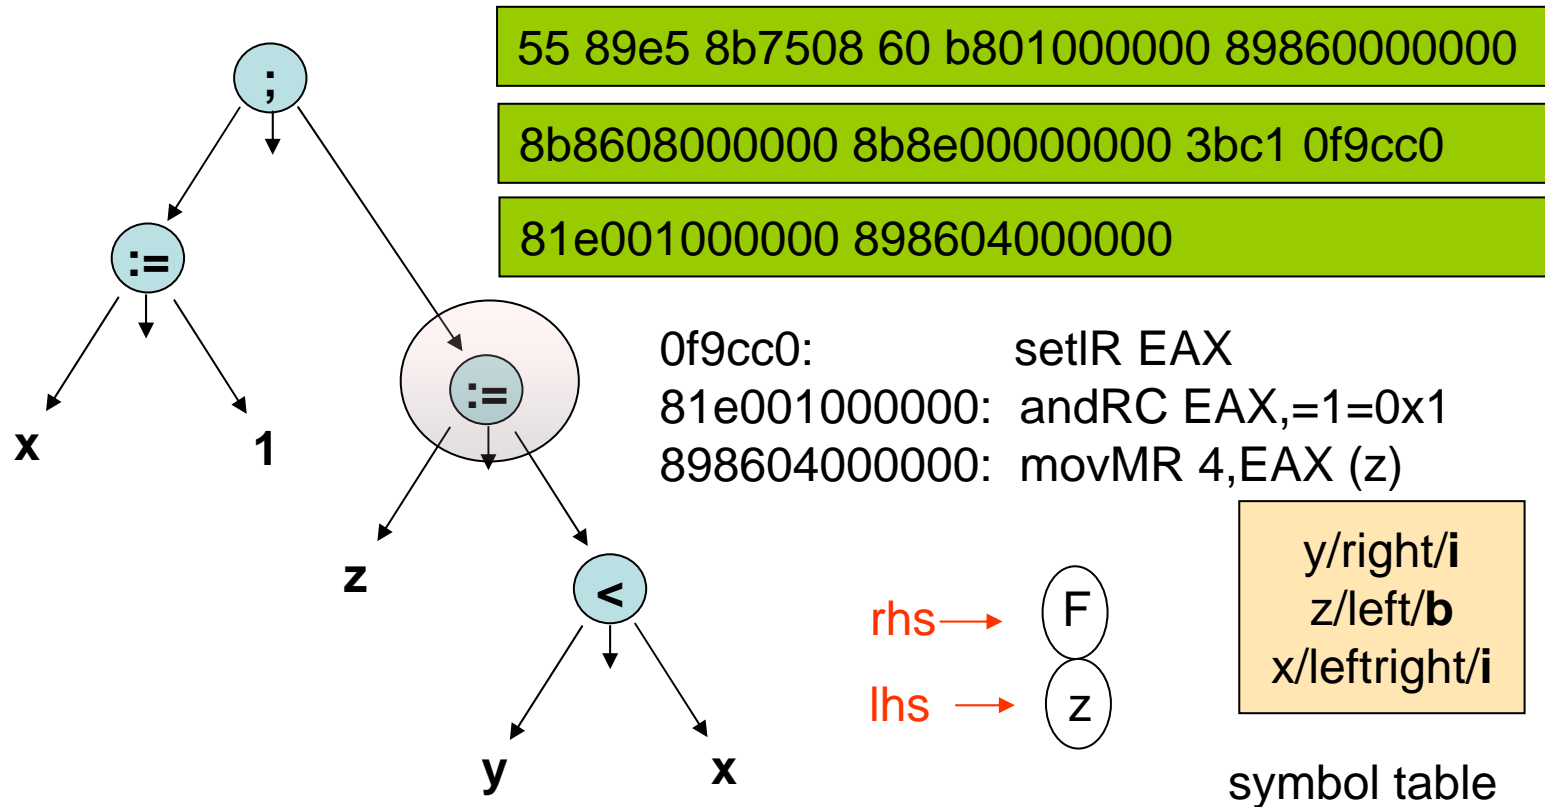 55 89e5 8b7508 60 b801000000 89860000000
8b8608000000 8b8e00000000 3bc1 0f9cc0
81e001000000 898604000000
;
:=
x
1
:=
z
<
y
x
0f9cc0: setlR EAX
81e001000000: andRC EAX,=1=0x1
898604000000: movMR 4,EAX (z)
rhs F
lhs z
y/right/i
z/left/b
x/leftright/i
symbol table